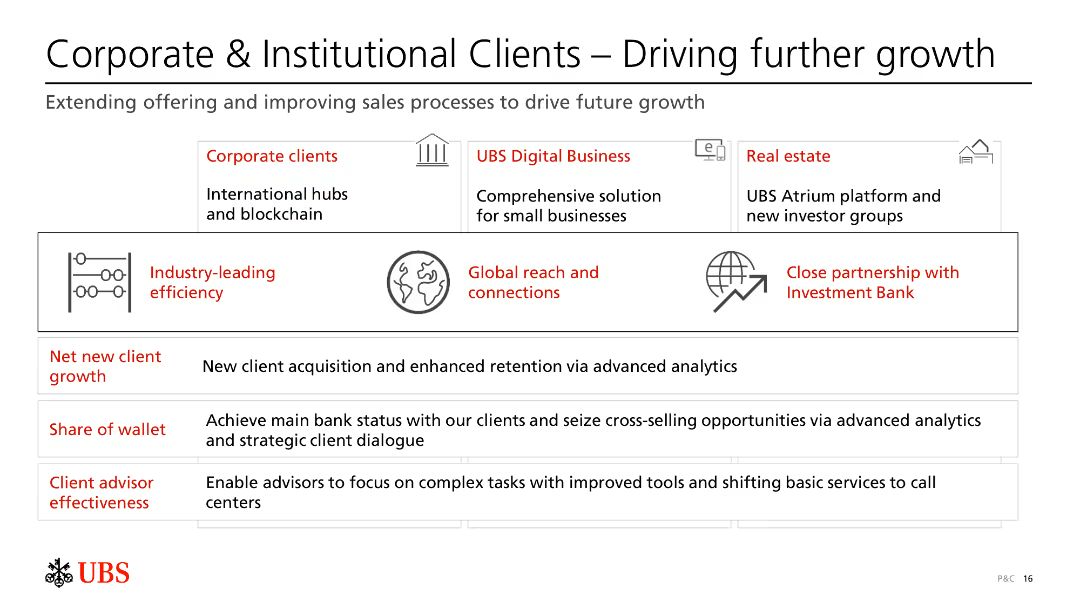 Corporate & Institutional Clients – Driving further growth
Extending offering and improving sales processes to drive future growth
Corporate clients
International hubs
and blockchain
UBS Digital Business
Comprehensive solution
for small businesses
e
Real estate
UBS Atrium platform and
new investor groups
Industry-leading
efficiency
Global reach and
connections
Close partnership with
Investment Bank
Net new client
growth
New client acquisition and enhanced retention via advanced analytics
Share of wallet
Achieve main bank status with our clients and seize cross-selling opportunities via advanced analytics
and strategic client dialogue
Client advisor
effectiveness
Enable advisors to focus on complex tasks with improved tools and shifting basic services to call
centers
UBS
P&C 16